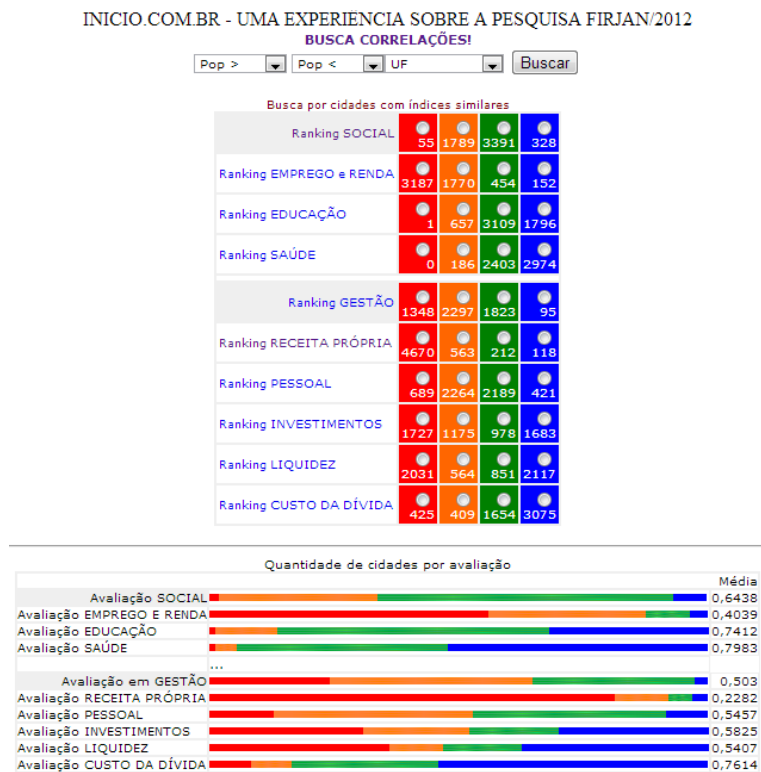 INICIO.COM.BR - UMA EXPERIÊNCIA SOBRE A PESQUISA FIRJAN/2012
BUSCA CORRELAÇÕES!
Pop > Pop < UF Buscar
Busca por cidades com índices similares
Ranking SOCIAL 55 1789 3391 328
Ranking EMPREGO e RENDA 3187 1770 454 152
Ranking EDUCAÇÃO 1 657 3109 1796
Ranking SAÚDE 0 186 2403 2974
Ranking GESTÃO 1348 2297 1823 95
Ranking RECEITA PRÓPRIA 4670 563 212 118
Ranking PESSOAL 689 2264 2189 421
Ranking INVESTIMENTOS 1727 1175 978 1683
Ranking LIQUIDEZ 2031 564 851 2117
Ranking CUSTO DA DÍVIDA 425 409 1654 3075
Quantidade de cidades por avaliação
Média
Avaliação SOCIAL 0,6438
Avaliação EMPREGO E RENDA 0,4039
Avaliação EDUCAÇÃO 0,7412
Avaliação SAÚDE 0,7983
...
Avaliação em GESTÃO 0,503
Avaliação RECEITA PRÓPRIA 0,2282
Avaliação PESSOAL 0,5457
Avaliação INVESTIMENTOS 0,5825
Avaliação LIQUIDEZ 0,5407
Avaliação CUSTO DA DÍVIDA 0,7614